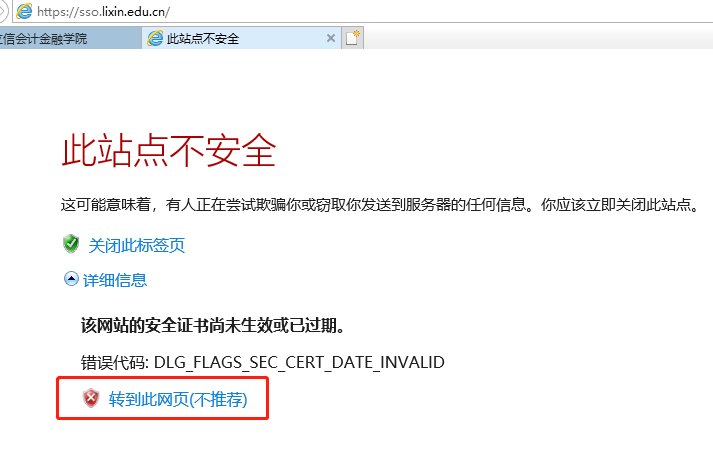 https://sso.lixin.edu.cn/
立信会计金融学院
此站点不安全
此站点不安全
这可能意味着，有人正在尝试欺骗你或窃取你发送到服务器的任何信息。你应该立即关闭此站点。
关闭此标签页
详细信息
该网站的安全证书尚未生效或已过期。
错误代码: DLG_FLAGS_SEC_CERT_DATE_INVALID
转到此网页(不推荐)